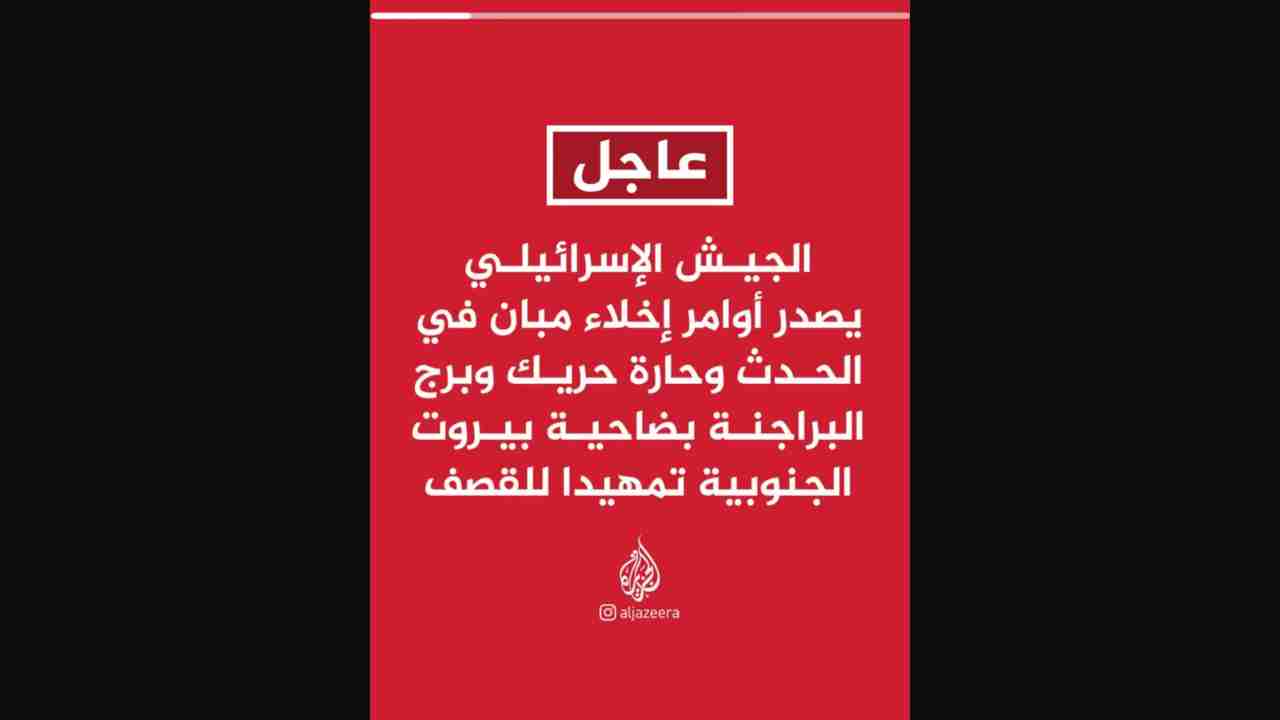 عاجل
الجيش الإسرائيلي
يصدر أوامر إخلاء مبان في
الحدث وحارة حريك وبرج
البراجنة بضاحية بيروت
الجنوبية تمهيدا للقصف
الجزيرة
aljazeera